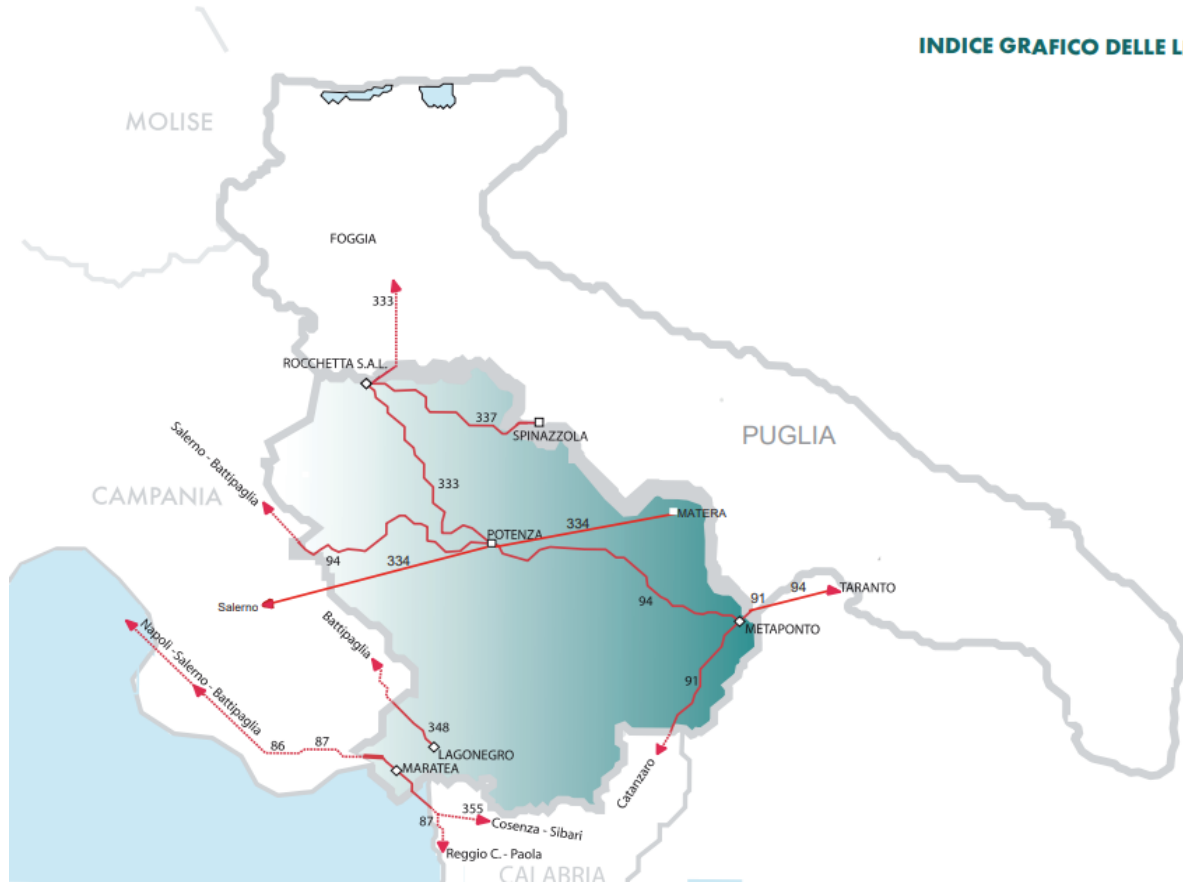 INDICE GRAFICO DELLE L
MOLISE
FOGGIA
333
ROCCHETTA S.A.L.
337
SPINAZZOLA
PUGLIA
Salerno - Battipaglia
CAMPANIA
333
334
MATERA
POTENZA
94
334
Salerno
94
91
94
TARANTO
METAPONTO
Battipaglia
Napoli -Salerno - Battipaglia
91
348
86
87
LAGONEGRO
MARATEA
Catanzaro
355
87
Cosenza - Sibari
Reggio C. - Paola
CALABRIA